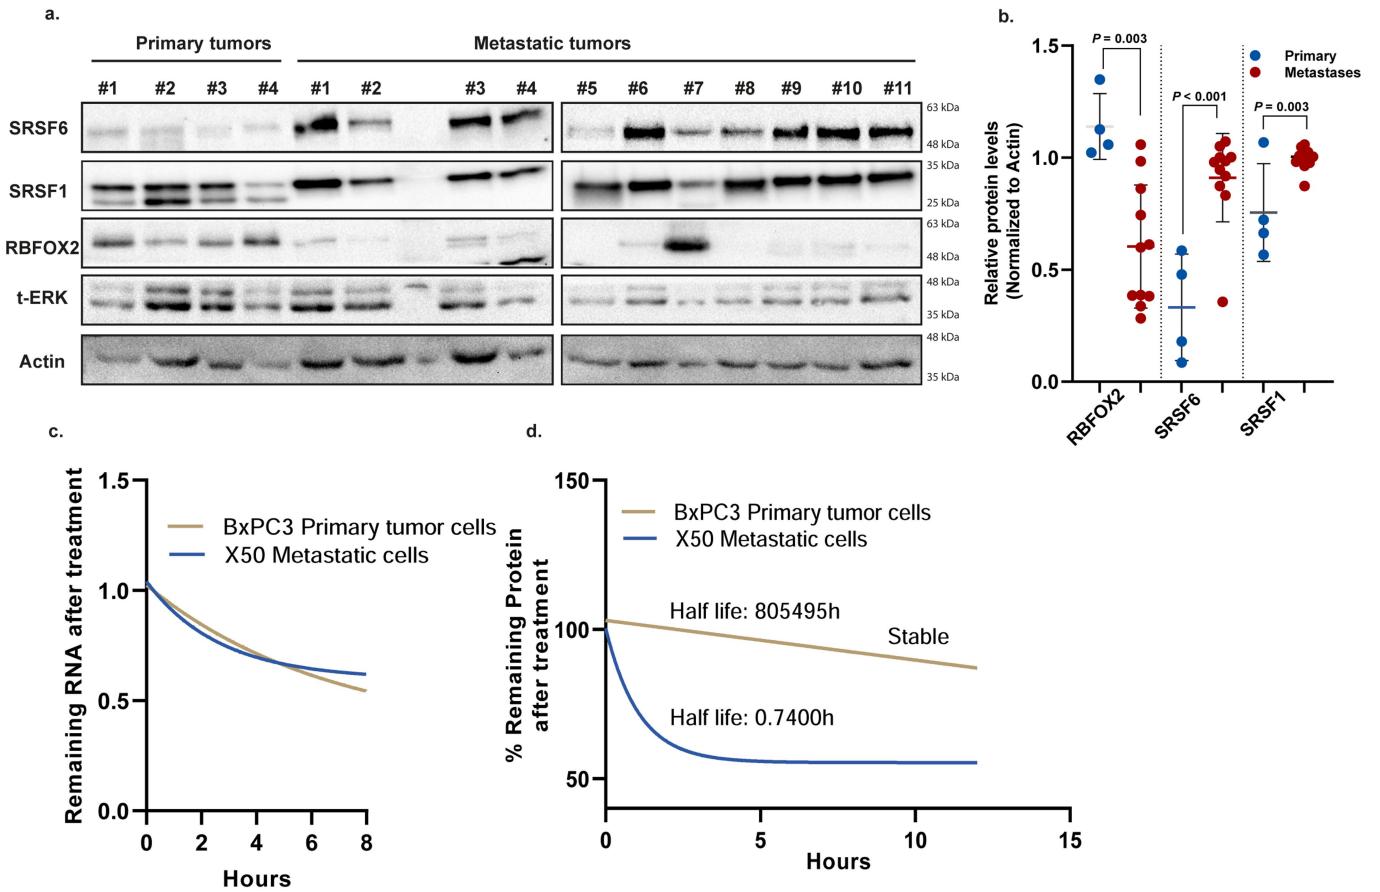 a.
Primary tumors
Metastatic tumors
#1 #2 #3 #4 #1 #2 #3 #4 #5 #6 #7 #8 #9 #10 #11
SRSF6
63 kDa
48 kDa
SRSF1
35 kDa
25 kDa
RBFOX2
63 kDa
48 kDa
t-ERK
48 kDa
35 kDa
Actin
48 kDa
35 kDa
b.
Relative protein levels
(Normalized to Actin)
1.5
1.0
0.5
0.0
P = 0.003
P < 0.001
P = 0.003
Primary
Metastases
RBFOX2
SRSF6
SRSF1
c.
Remaining RNA after treatment
1.5
1.0
0.5
0.0
BxPC3 Primary tumor cells
X50 Metastatic cells
0 2 4 6 8
Hours
d.
% Remaining Protein
after treatment
150
100
50
BxPC3 Primary tumor cells
X50 Metastatic cells
Half life: 805495h
Stable
Half life: 0.7400h
0 5 10 15
Hours